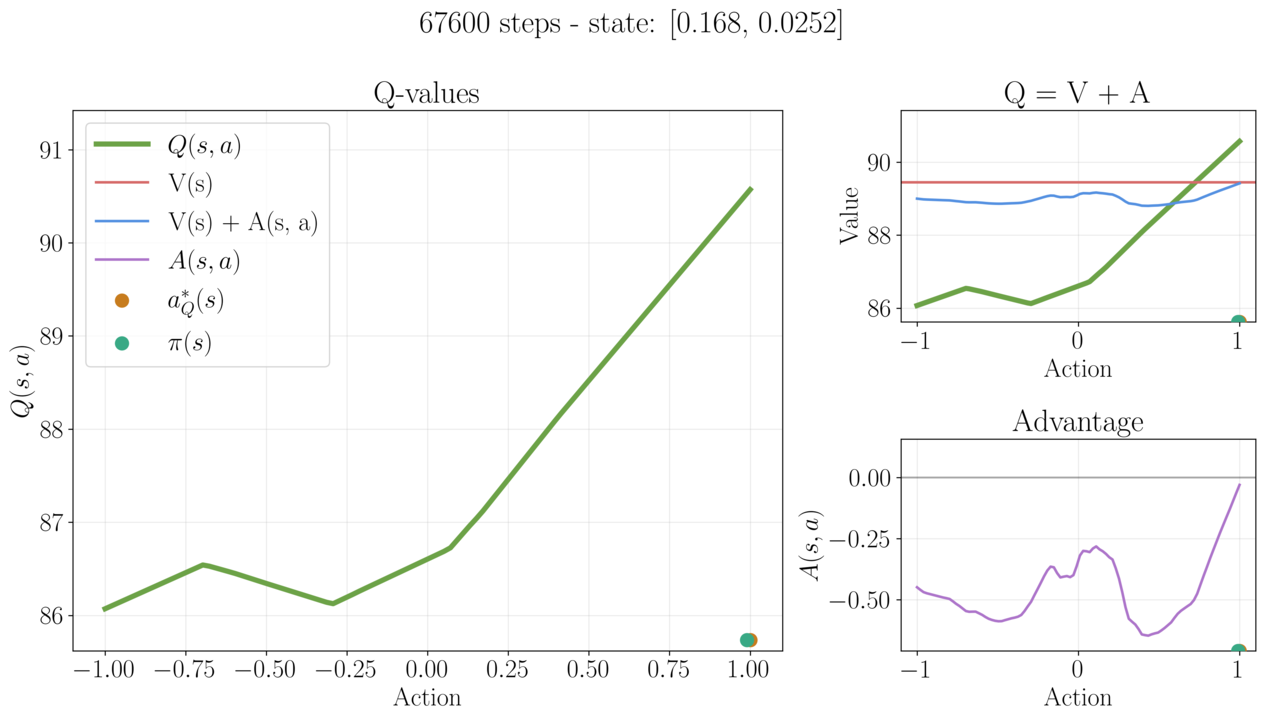 67600 steps - state: [0.168, 0.0252]
Q-values
Q(s, a)
V(s)
V(s) + A(s, a)
A(s, a)
a*_Q(s)
π(s)
91
90
89
88
87
86
Q(s, a)
−1.00 −0.75 −0.50 −0.25 0.00 0.25 0.50 0.75 1.00
Action
Q = V + A
90
88
86
Value
−1 0 1
Action
Advantage
0.00
−0.25
−0.50
A(s, a)
−1 0 1
Action